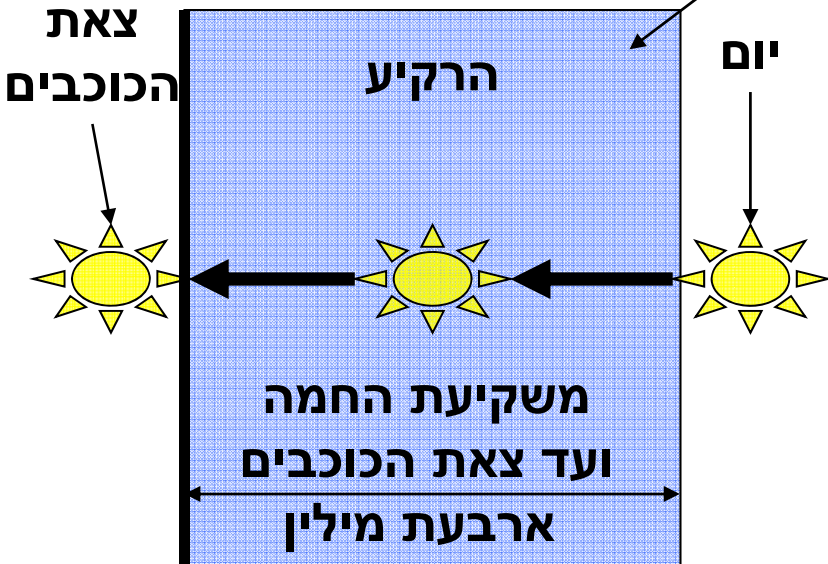 יום
הרקיע
צאת
הכוכבים
משקיעת החמה
ועד צאת הכוכבים
ארבעת מילין